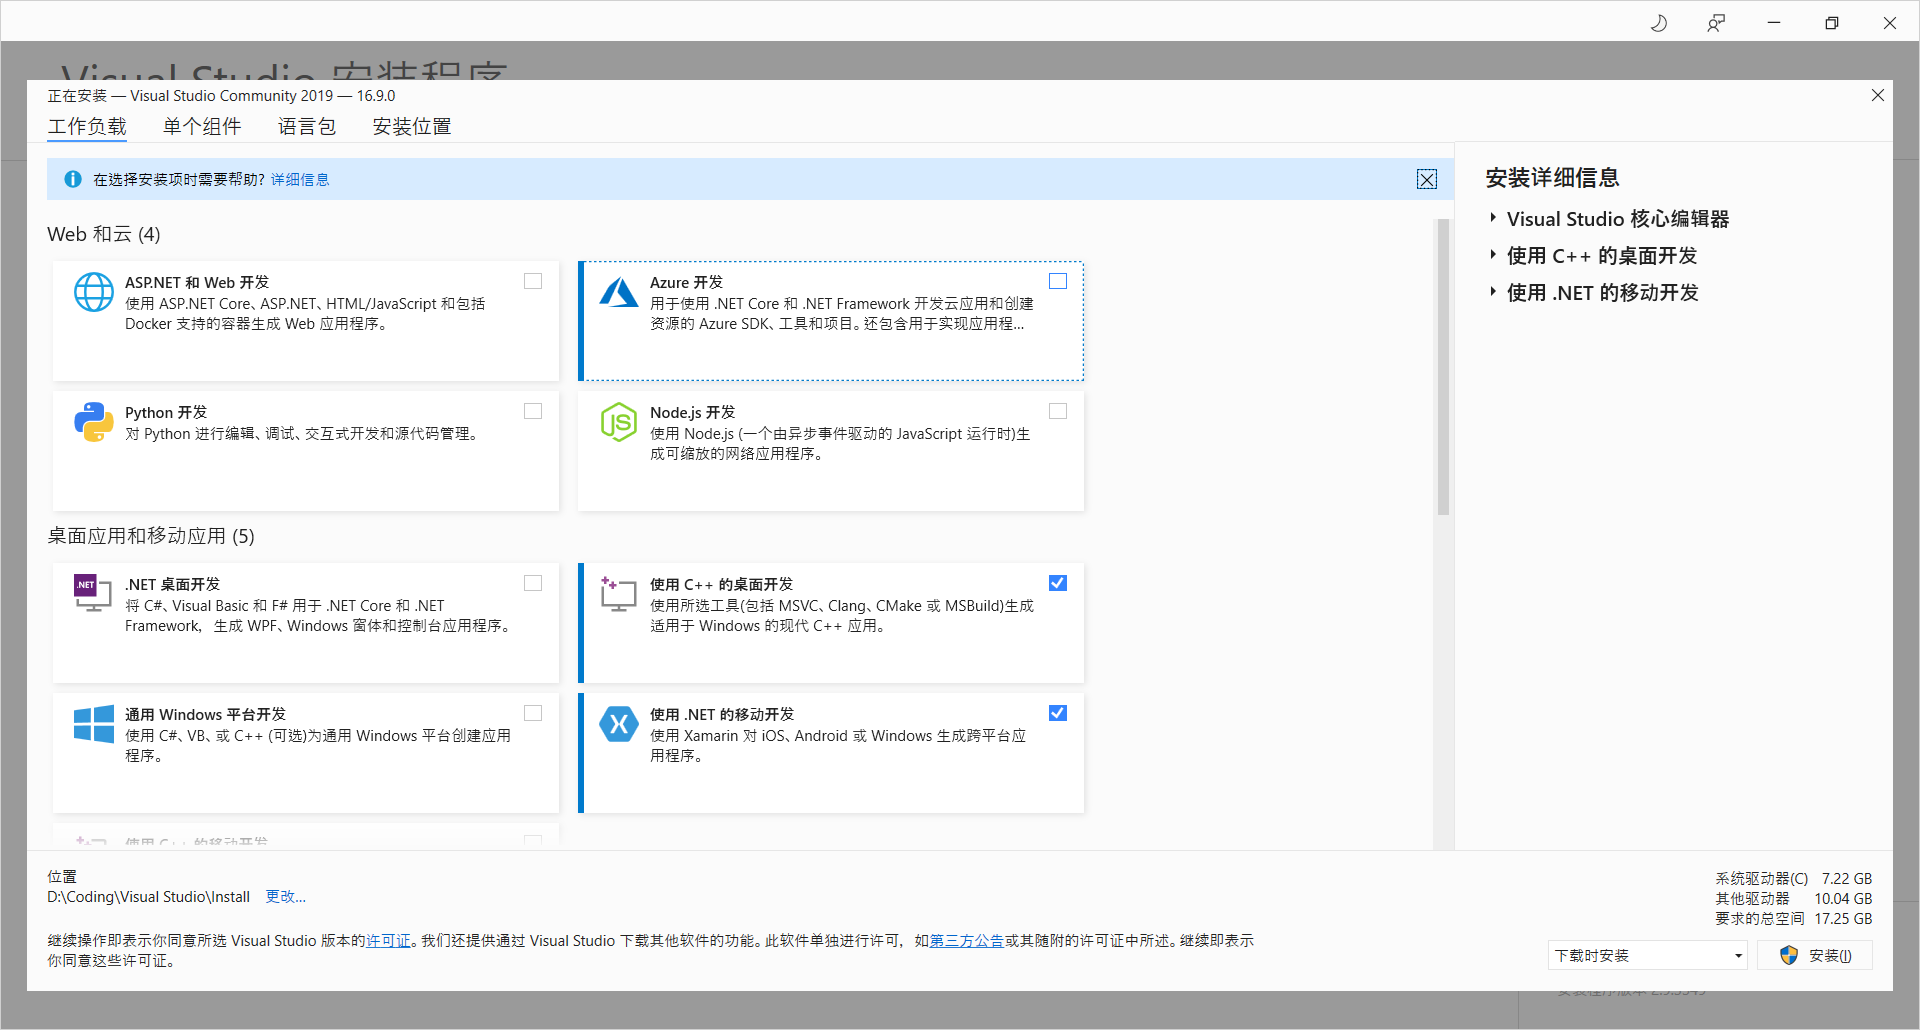 Visual Studio 安装程序
正在安装 — Visual Studio Community 2019 — 16.9.0
工作负载 单个组件 语言包 安装位置
在选择安装项时需要帮助? 详细信息
Web 和云 (4)
ASP.NET 和 Web 开发
使用 ASP.NET Core、ASP.NET、HTML/JavaScript 和包括
Docker 支持的容器生成 Web 应用程序。
Azure 开发
用于使用 .NET Core 和 .NET Framework 开发云应用和创建
资源的 Azure SDK、工具和项目。还包含用于实现应用程...
Python 开发
对 Python 进行编辑、调试、交互式开发和源代码管理。
Node.js 开发
使用 Node.js (一个由异步事件驱动的 JavaScript 运行时)生
成可缩放的网络应用程序。
桌面应用和移动应用 (5)
.NET
.NET 桌面开发
将 C#、Visual Basic 和 F# 用于 .NET Core 和 .NET
Framework，生成 WPF、Windows 窗体和控制台应用程序。
使用 C++ 的桌面开发
使用所选工具(包括 MSVC、Clang、CMake 或 MSBuild)生成
适用于 Windows 的现代 C++ 应用。
通用 Windows 平台开发
使用 C#、VB、或 C++ (可选)为通用 Windows 平台创建应用
程序。
使用 .NET 的移动开发
使用 Xamarin 对 iOS、Android 或 Windows 生成跨平台应
用程序。
使用 C++ 的移动开发
安装详细信息
Visual Studio 核心编辑器
使用 C++ 的桌面开发
使用 .NET 的移动开发
位置
D:\Coding\Visual Studio\Install 更改...
继续操作即表示你同意所选 Visual Studio 版本的许可证。我们还提供通过 Visual Studio 下载其他软件的功能。此软件单独进行许可，如第三方公告或其随附的许可证中所述。继续即表示
你同意这些许可证。
系统驱动器(C) 7.22 GB
其他驱动器 10.04 GB
要求的总空间 17.25 GB
下载时安装 安装(I)
安装程序版本